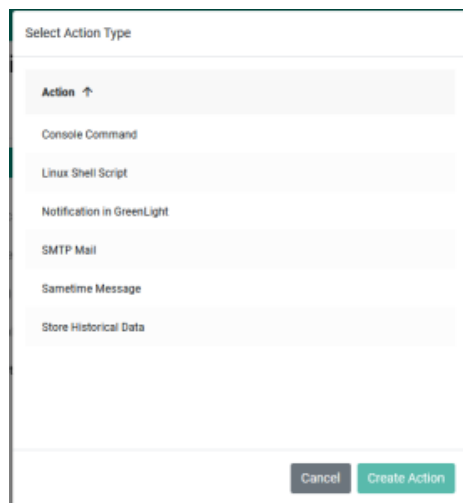 Select Action Type
Action ↑
Console Command
Linux Shell Script
Notification in GreenLight
SMTP Mail
Sametime Message
Store Historical Data
Cancel
Create Action